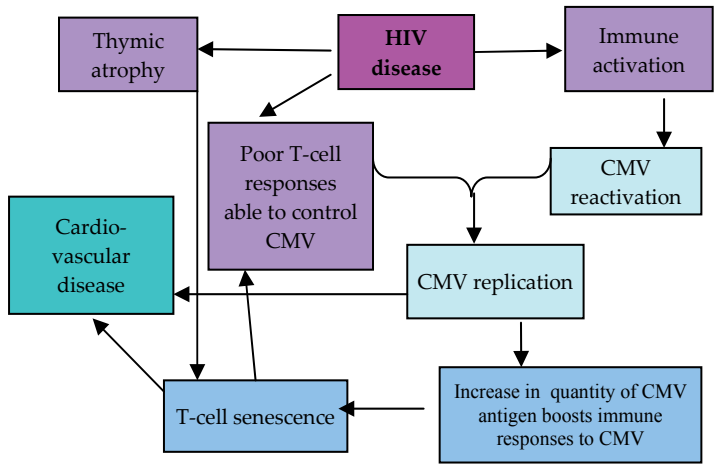 Thymic
atrophy
HIV
disease
Immune
activation
Poor T-cell
responses
able to control
CMV
CMV
reactivation
Cardio-
vascular
disease
CMV replication
T-cell senescence
Increase in quantity of CMV
antigen boosts immune
responses to CMV